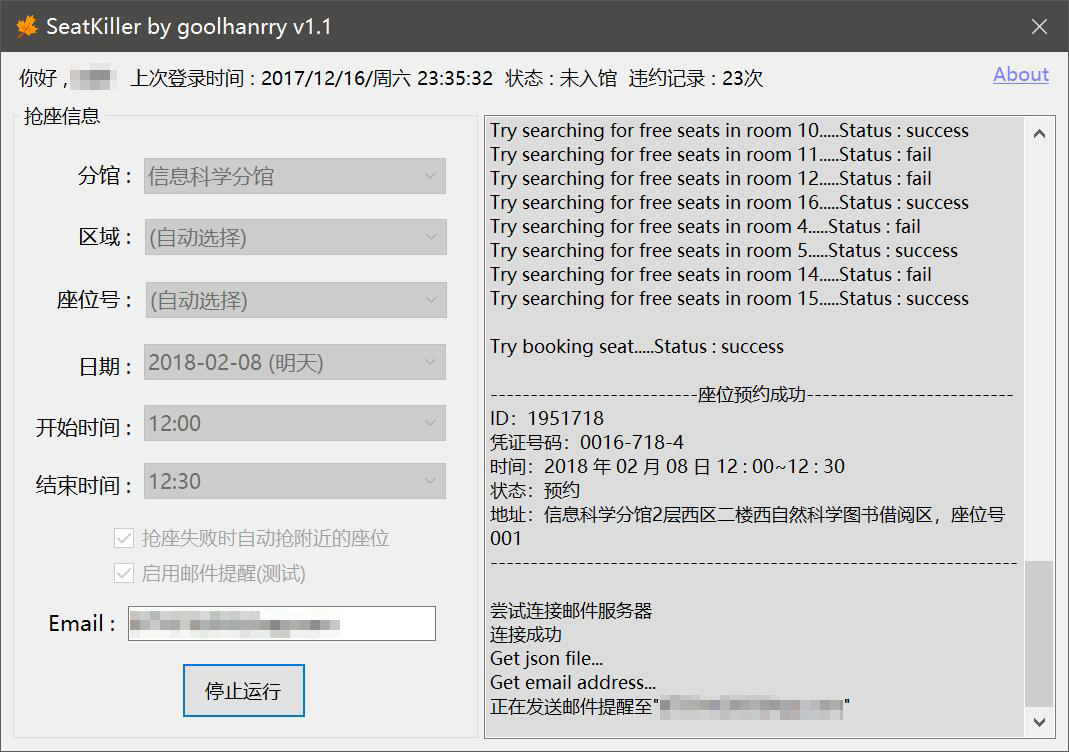 SeatKiller by goolhanrry v1.1
你好 , 上次登录时间 : 2017/12/16/周六 23:35:32 状态 : 未入馆 违约记录 : 23次
About
抢座信息
分馆 : 信息科学分馆
区域 : (自动选择)
座位号 : (自动选择)
日期 : 2018-02-08 (明天)
开始时间 : 12:00
结束时间 : 12:30
抢座失败时自动抢附近的座位
启用邮件提醒(测试)
Email :
停止运行
Try searching for free seats in room 10.....Status : success
Try searching for free seats in room 11.....Status : fail
Try searching for free seats in room 12.....Status : fail
Try searching for free seats in room 16.....Status : success
Try searching for free seats in room 4.....Status : fail
Try searching for free seats in room 5.....Status : success
Try searching for free seats in room 14.....Status : fail
Try searching for free seats in room 15.....Status : success
Try booking seat.....Status : success
--------------------------座位预约成功--------------------------
ID：1951718
凭证号码：0016-718-4
时间：2018 年 02 月 08 日 12 : 00~12 : 30
状态：预约
地址：信息科学分馆2层西区二楼西自然科学图书借阅区，座位号
001
------------------------------------------------------------------
尝试连接邮件服务器
连接成功
Get json file...
Get email address...
正在发送邮件提醒至" "